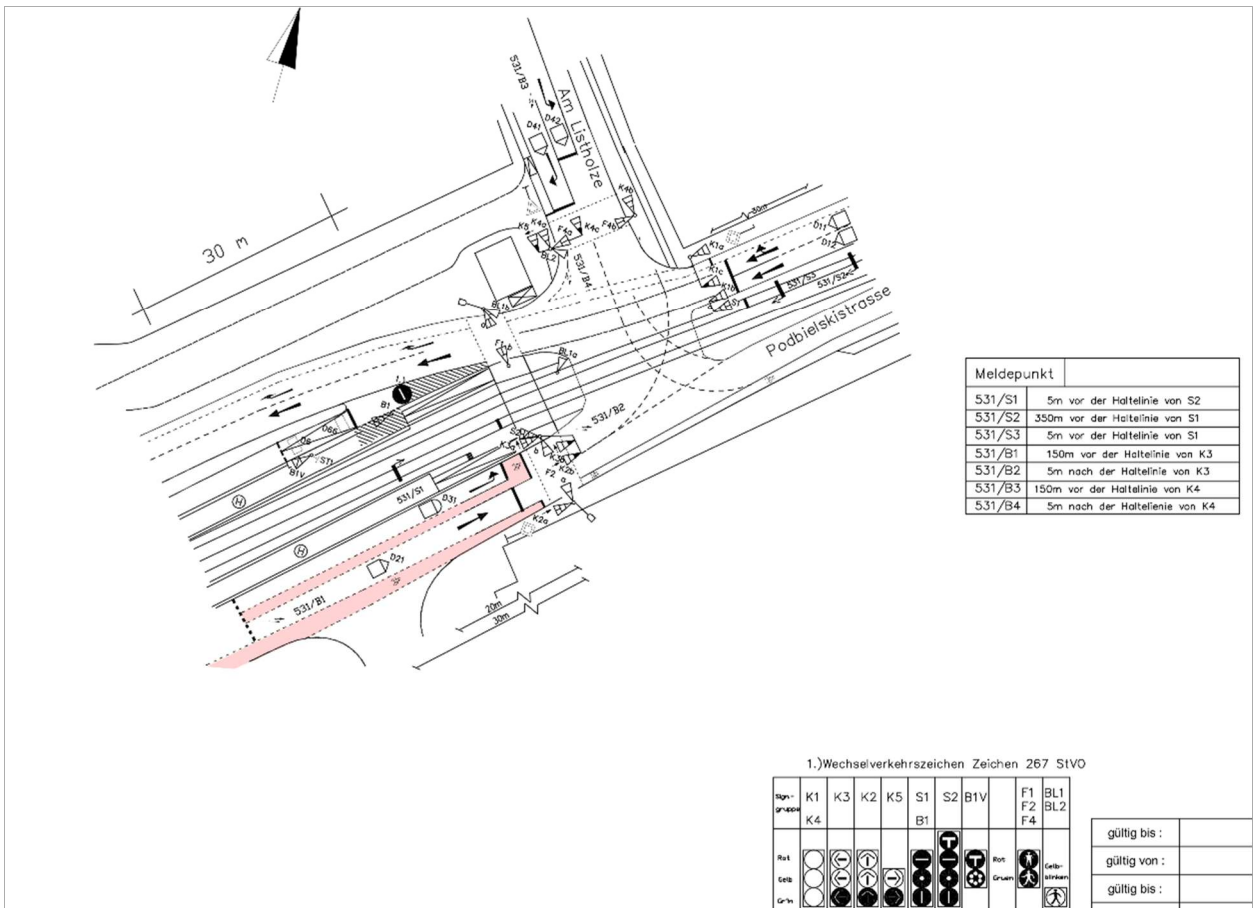 531/B3
Am Listholze
D41
D42
30 m
K4b
K5
K4a
F4a
K4c
F4b
BL2
531/B4
30m
D11
D12
K1a
K1c
K1b
S1
531/S3
531/S2
Podbielskistrasse
BL1b
F1b
BL1a
1.)
B1
D8
B1V
ST1
531/B2
S2
K3a
F2
K2b
a
K2a
531/S1
D31
H
H
D21
531/B1
20m
30m
Meldepunkt
531/S1 5m vor der Haltelinie von S2
531/S2 350m vor der Haltelinie von S1
531/S3 5m vor der Haltelinie von S1
531/B1 150m vor der Haltelinie von K3
531/B2 5m nach der Haltelinie von K3
531/B3 150m vor der Haltelinie von K4
531/B4 5m nach der Haltelienie von K4
1.)Wechselverkehrszeichen Zeichen 267 StVO
Sign-
gruppe
K1
K4
K3
K2
K5
S1
B1
S2
B1V
F1
F2
F4
BL1
BL2
Rot
Gelb
Gr'n
Rot
Gruen
Gelb-
blinken
gültig bis :
gültig von :
gültig bis :